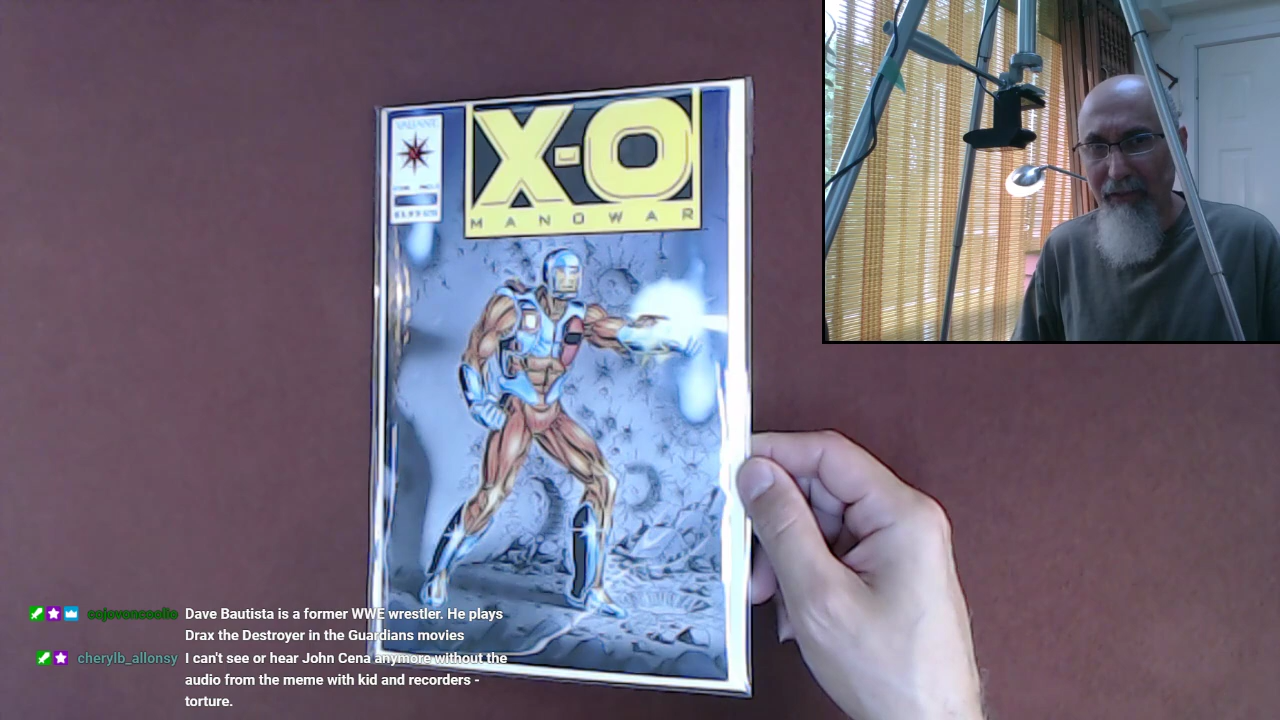 VALIANT
X-O
MANOWAR
cojovoncoolio Dave Bautista is a former WWE wrestler. He plays
Drax the Destroyer in the Guardians movies
cherylb_allonsy I can't see or hear John Cena anymore without the
audio from the meme with kid and recorders -
torture.